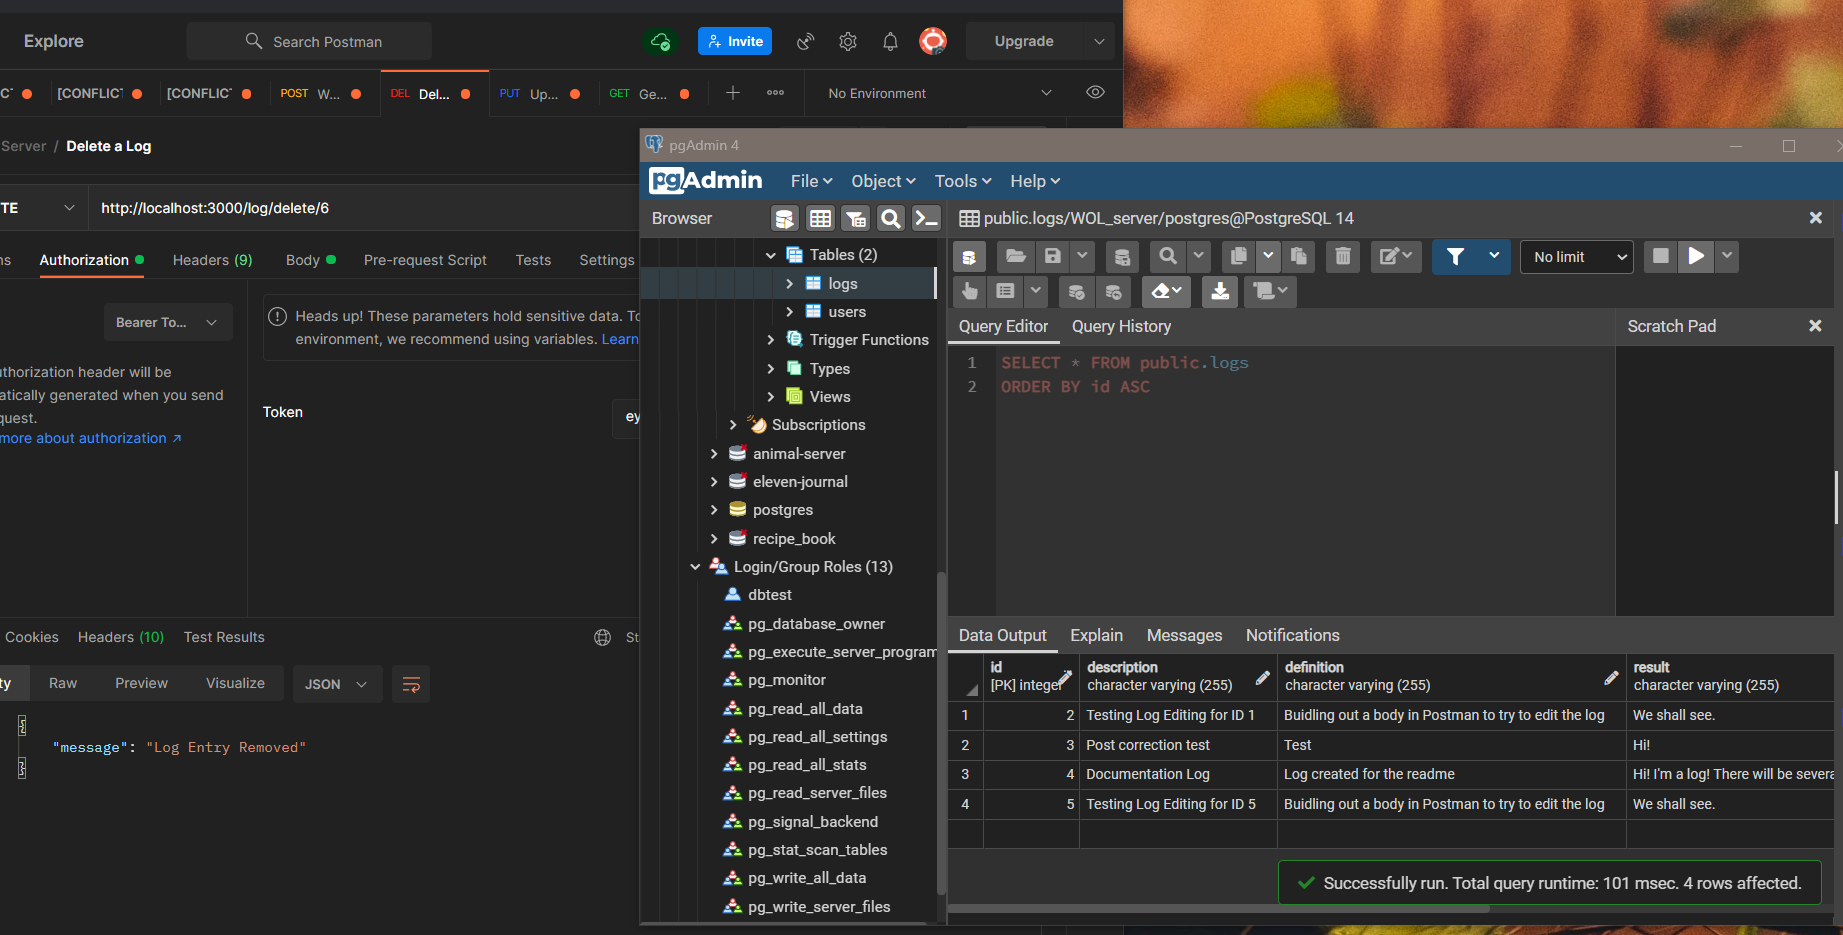 Explore
Search Postman
Invite
Upgrade
[CONFLICT
[CONFLICT
POST W...
DEL Del...
PUT Up...
GET Ge...
No Environment
Server / Delete a Log
TE
http://localhost:3000/log/delete/6
ns
Authorization
Headers (9)
Body
Pre-request Script
Tests
Settings
Bearer To...
Heads up! These parameters hold sensitive data. To
environment, we recommend using variables. Learn
uthorization header will be
atically generated when you send
quest.
more about authorization ↗
Token
ey
Cookies
Headers (10)
Test Results
St
ty
Raw
Preview
Visualize
JSON
{
"message": "Log Entry Removed"
}
pgAdmin 4
pgAdmin
File
Object
Tools
Help
Browser
Tables (2)
logs
users
Trigger Functions
Types
Views
Subscriptions
animal-server
eleven-journal
postgres
recipe_book
Login/Group Roles (13)
dbtest
pg_database_owner
pg_execute_server_program
pg_monitor
pg_read_all_data
pg_read_all_settings
pg_read_all_stats
pg_read_server_files
pg_signal_backend
pg_stat_scan_tables
pg_write_all_data
pg_write_server_files
public.logs/WOL_server/postgres@PostgreSQL 14
No limit
Query Editor
Query History
Scratch Pad
1 SELECT * FROM public.logs
2 ORDER BY id ASC
Data Output
Explain
Messages
Notifications
id
[PK] integer
description
character varying (255)
definition
character varying (255)
result
character varying (255)
1 2 Testing Log Editing for ID 1 Buidling out a body in Postman to try to edit the log We shall see.
2 3 Post correction test Test Hi!
3 4 Documentation Log Log created for the readme Hi! I'm a log! There will be severa
4 5 Testing Log Editing for ID 5 Buidling out a body in Postman to try to edit the log We shall see.
Successfully run. Total query runtime: 101 msec. 4 rows affected.